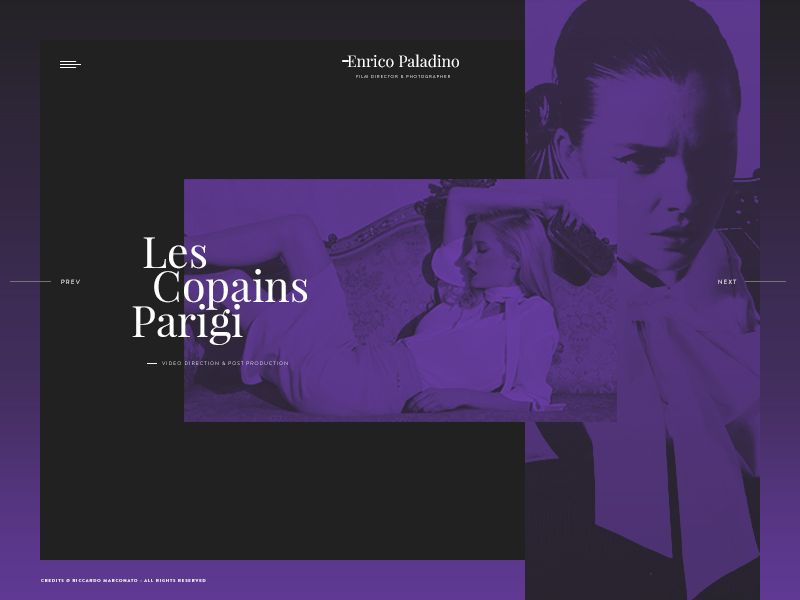 Enrico Paladino
FILM DIRECTOR & PHOTOGRAPHER
Les
Copains
Parigi
PREV
NEXT
VIDEO DIRECTION & POST PRODUCTION
CREDITS @ RICCARDO MARCONATO - ALL RIGHTS RESERVED